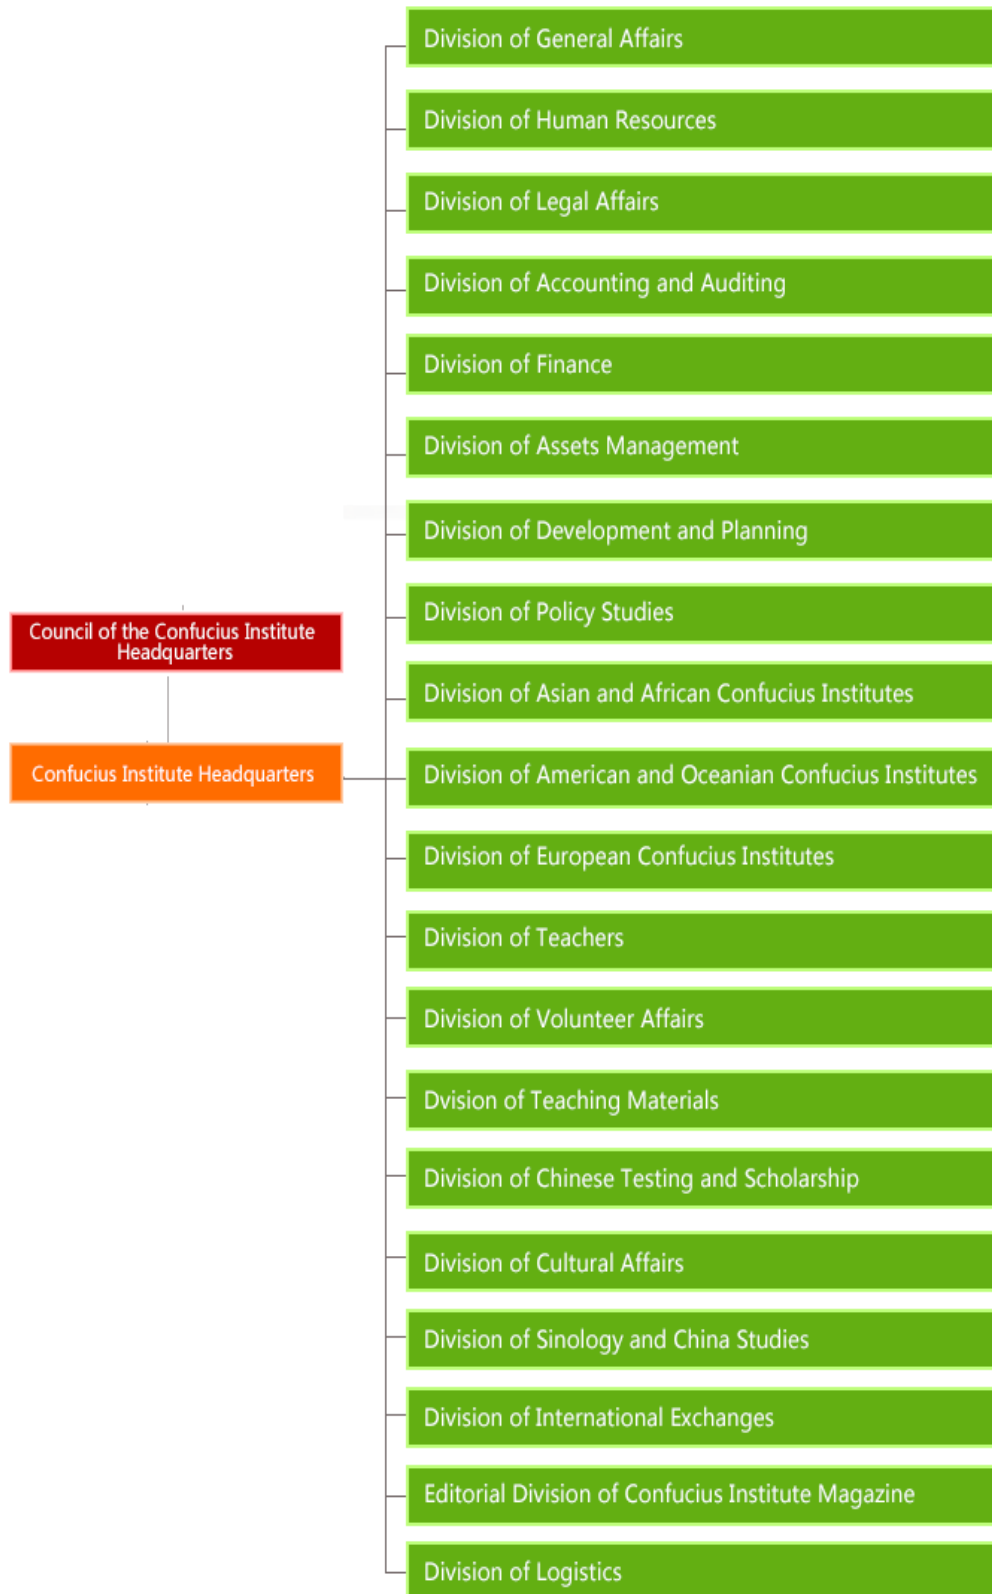 Division of General Affairs
Division of Human Resources
Division of Legal Affairs
Division of Accounting and Auditing
Division of Finance
Division of Assets Management
Division of Development and Planning
Division of Policy Studies
Council of the Confucius Institute
Headquarters
Division of Asian and African Confucius Institutes
Confucius Institute Headquarters
Division of American and Oceanian Confucius Institutes
Division of European Confucius Institutes
Division of Teachers
Division of Volunteer Affairs
Dvision of Teaching Materials
Division of Chinese Testing and Scholarship
Division of Cultural Affairs
Division of Sinology and China Studies
Division of International Exchanges
Editorial Division of Confucius Institute Magazine
Division of Logistics